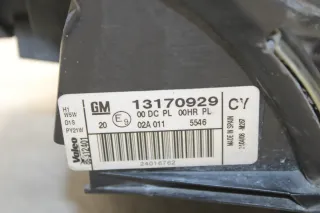 H1
W5W
D1S
PY21W
GM 13170929 CY
00 DC PL 00HR PL
20 E9 02A 011 5546
Valeo
MADE IN SPAIN
24016762